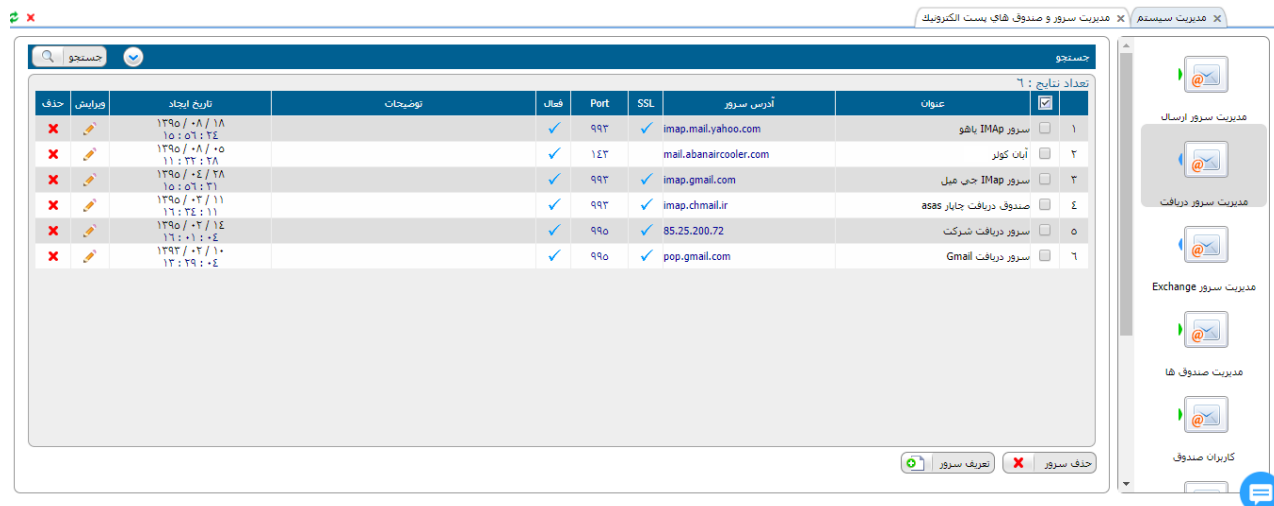 مدیریت سیستم
مدیریت سرور و صندوق های پست الکترونیک
جستجو
جستجو
تعداد نتایج : ٦
عنوان آدرس سرور SSL Port فعال توضیحات تاریخ ایجاد ویرایش حذف
١ سرور IMAp یاهو imap.mail.yahoo.com ٩٩٣ ١٣٩٥ / ٠٨ / ١٨
١٥ : ٥٦ : ٢٤
٢ آبان کولر mail.abanaircooler.com ١٤٣ ١٣٩٥ / ٠٨ / ٠٥
١١ : ٣٢ : ٢٨
٣ سرور IMap جی میل imap.gmail.com ٩٩٣ ١٣٩٥ / ٠٤ / ٢٨
١٥ : ٥٦ : ٣١
٤ صندوق دریافت چاپار asas imap.chmail.ir ٩٩٣ ١٣٩٥ / ٠٣ / ١١
١٦ : ٣٤ : ١١
٥ سرور دریافت شرکت 85.25.200.72 ٩٩٥ ١٣٩٥ / ٠٢ / ١٤
١٦ : ٠١ : ٠٤
٦ سرور دریافت Gmail pop.gmail.com ٩٩٥ ١٣٩٣ / ٠٢ / ١٠
١٣ : ٢٩ : ٠٤
حذف سرور
تعریف سرور
مدیریت سرور ارسال
مدیریت سرور دریافت
مدیریت سرور Exchange
مدیریت صندوق ها
کاربران صندوق